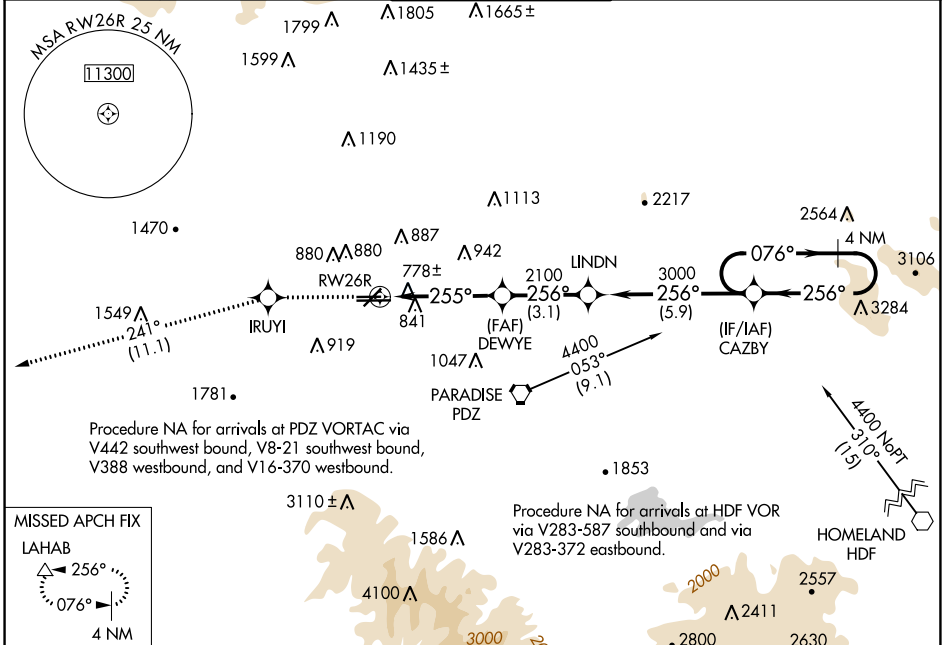 MSA RW26R 25 NM
11300
1799
1805
1665±
1599
1435±
1190
1113
2217
2564
4 NM
1470
880
880
887
942
LINDN
076°
3106
RW26R
778±
255°
2100
256°
(3.1)
3000
256°
(5.9)
256°
3284
1549
241°
(11.1)
IRUYI
841
(FAF)
DEWYE
(IF/IAF)
CAZBY
919
1047
4400
053°
(9.1)
1781
PARADISE
PDZ
4400 NoPT
310°
(15)
Procedure NA for arrivals at PDZ VORTAC via
V442 southwest bound, V8-21 southwest bound,
V388 westbound, and V16-370 westbound.
1853
3110±
Procedure NA for arrivals at HDF VOR
via V283-587 southbound and via
V283-372 eastbound.
HOMELAND
HDF
MISSED APCH FIX
LAHAB
256°
076°
4 NM
1586
4100
2000
2557
2411
3000
2800
2630